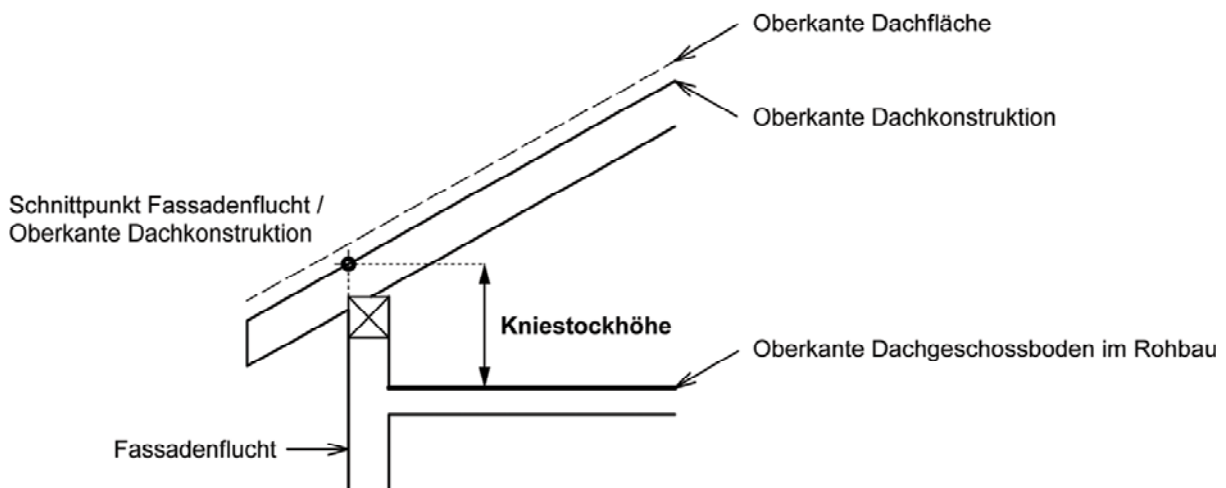 Oberkante Dachfläche
Oberkante Dachkonstruktion
Schnittpunkt Fassadenflucht /
Oberkante Dachkonstruktion
Kniestockhöhe
Oberkante Dachgeschossboden im Rohbau
Fassadenflucht